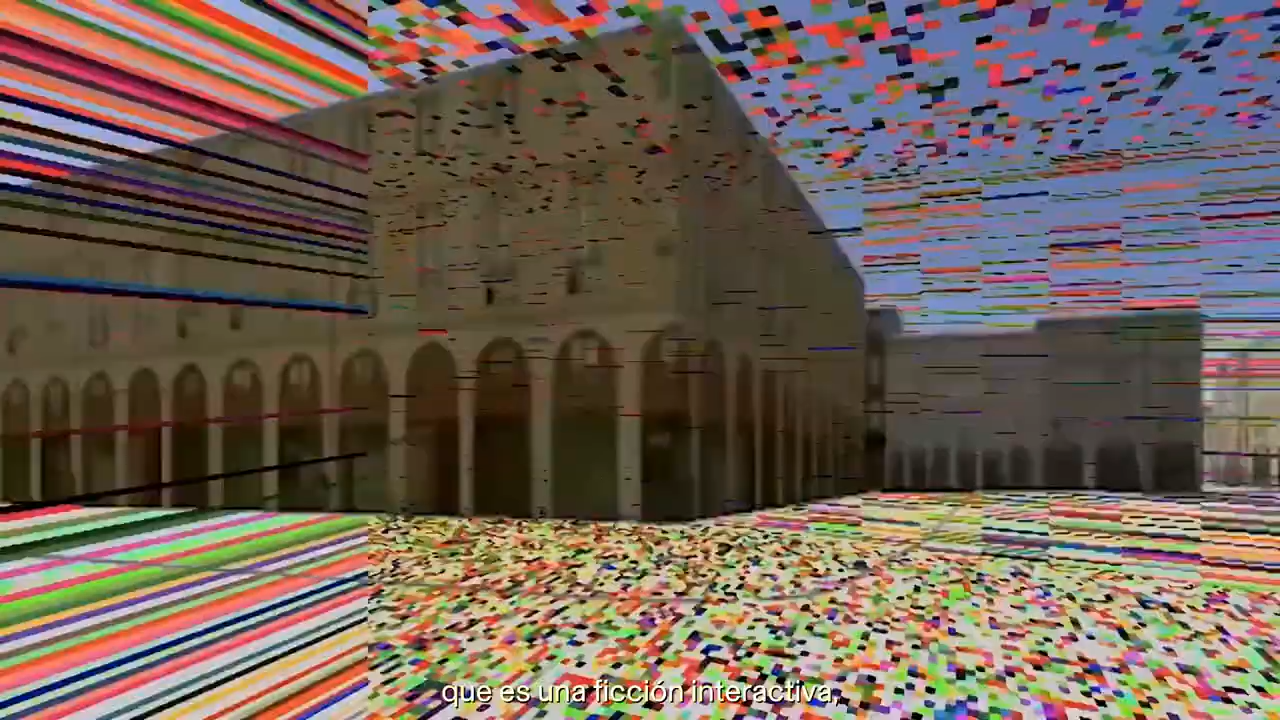 que es una ficción interactiva,